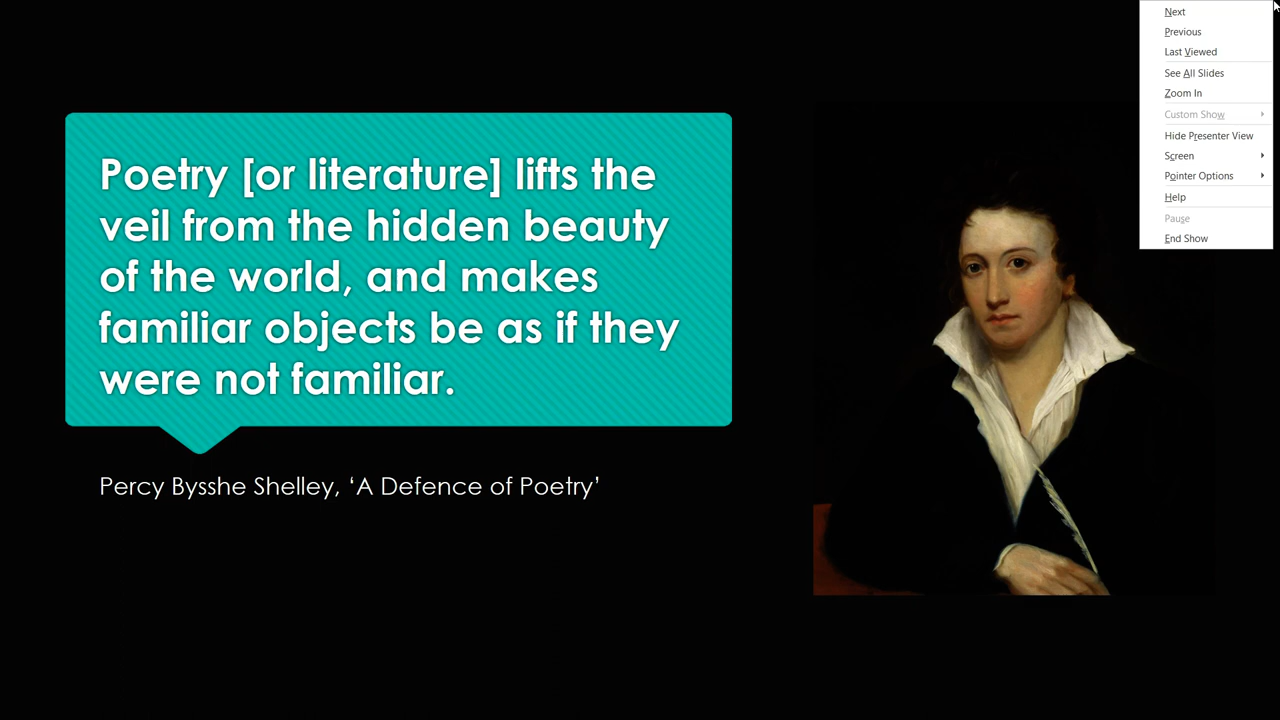 Poetry [or literature] lifts the
veil from the hidden beauty
of the world, and makes
familiar objects be as if they
were not familiar.
Percy Bysshe Shelley, ‘A Defence of Poetry’
Next
Previous
Last Viewed
See All Slides
Zoom In
Custom Show
Hide Presenter View
Screen
Pointer Options
Help
Pause
End Show